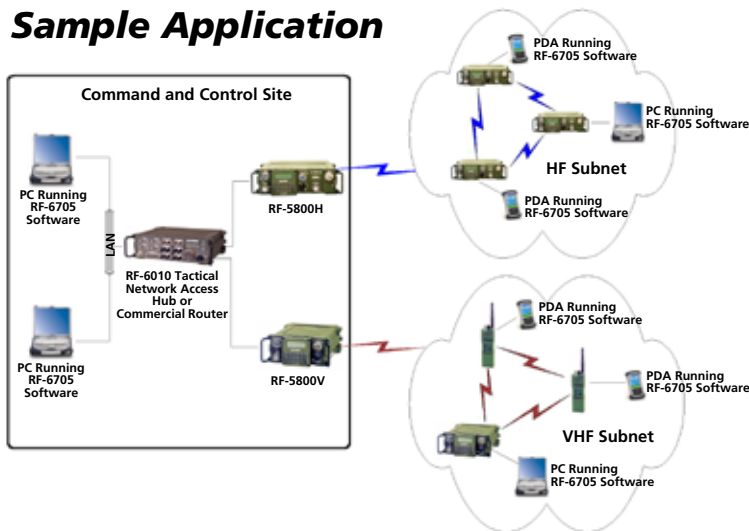 Sample Application
Command and Control Site
PC Running
RF-6705
Software
LAN
PC Running
RF-6705
Software
RF-6010 Tactical
Network Access
Hub or
Commercial Router
RF-5800H
RF-5800V
PDA Running
RF-6705 Software
PC Running
RF-6705 Software
HF Subnet
PDA Running
RF-6705 Software
PDA Running
RF-6705 Software
PDA Running
RF-6705 Software
VHF Subnet
PC Running
RF-6705 Software